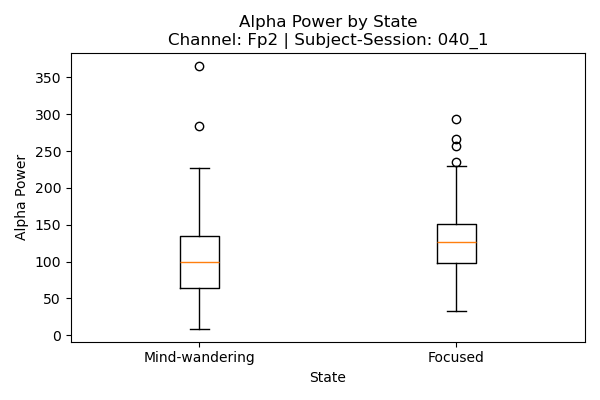 Alpha Power by State
Channel: Fp2 | Subject-Session: 040_1
Alpha Power
350
300
250
200
150
100
50
0
Mind-wandering
Focused
State